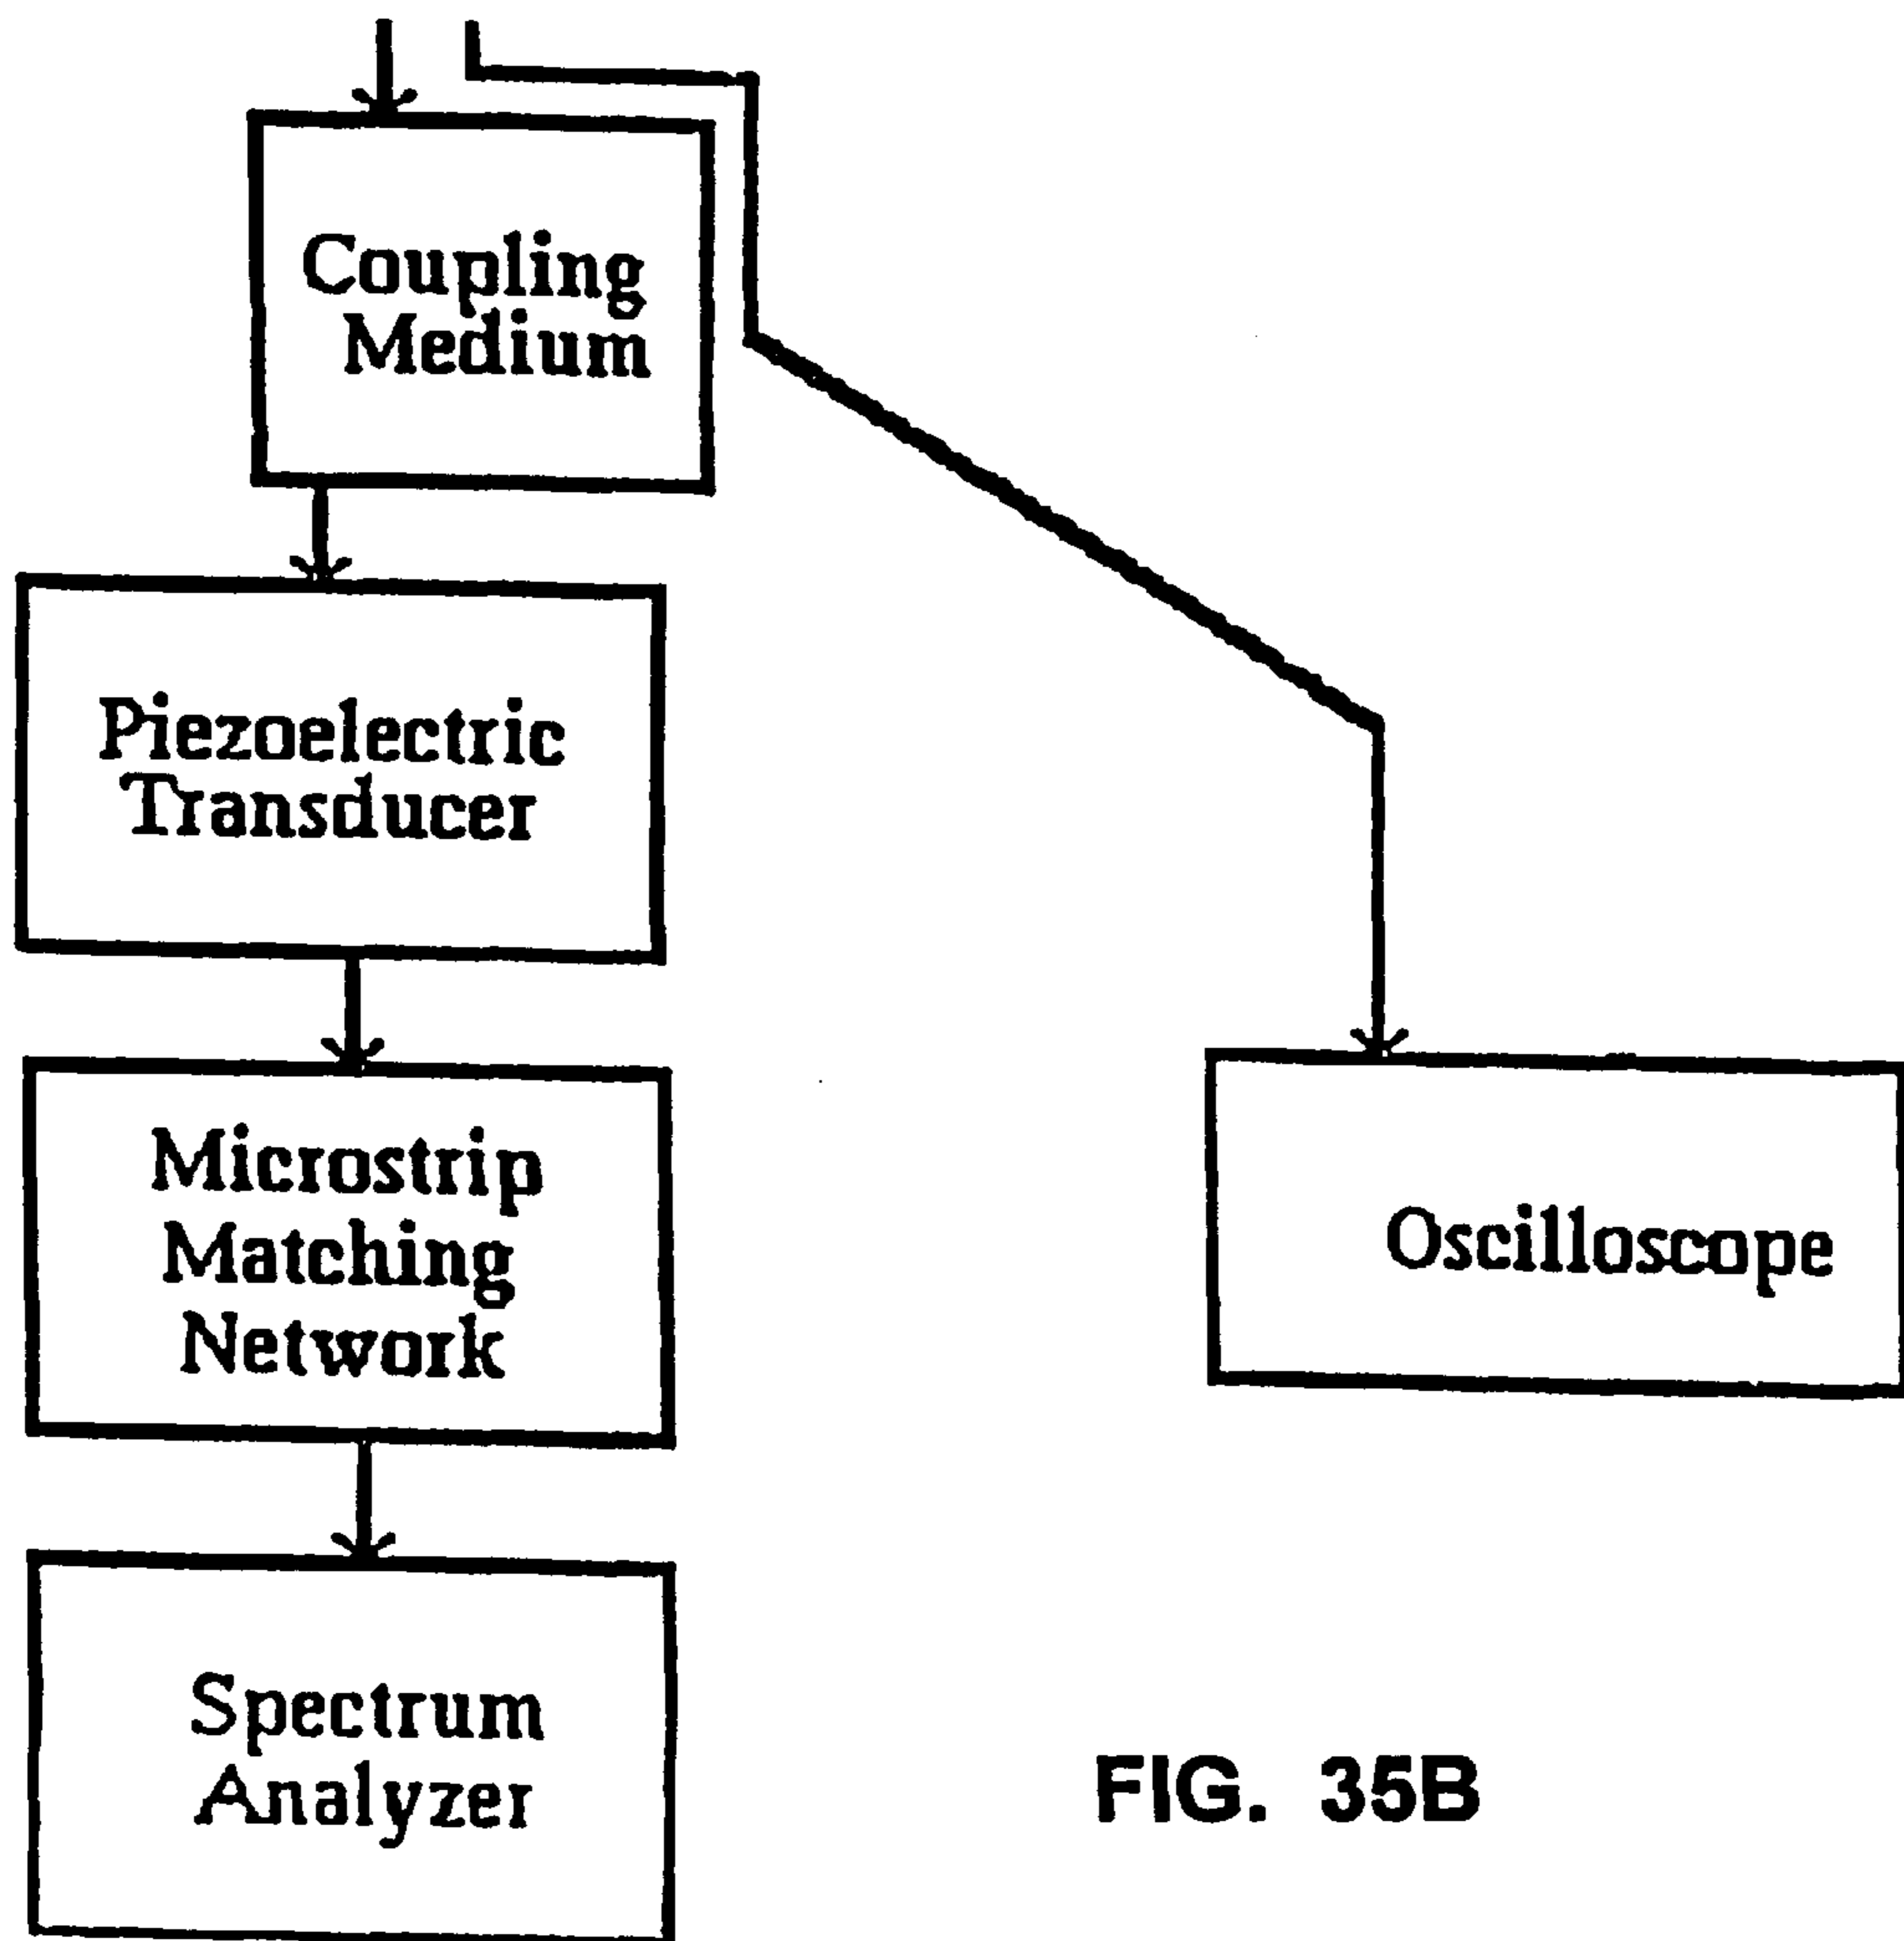 Coupling
Medium
Piezoelectric
Transducer
Microstrip
Matching
Network
Oscilloscope
Spectrum
Analyzer
FIG. 35B